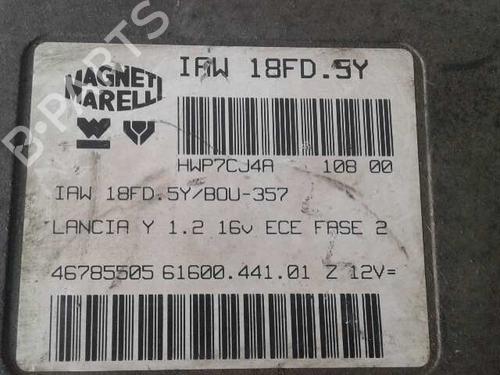 MAGNETI MARELLI
IAW 18FD.5Y
HWP7CJ4A 108 00
IAW 18FD.5Y/BOU-357
LANCIA Y 1.2 16v ECE FASE 2
46785505 61600.441.01 Z 12V=
B-PARTS